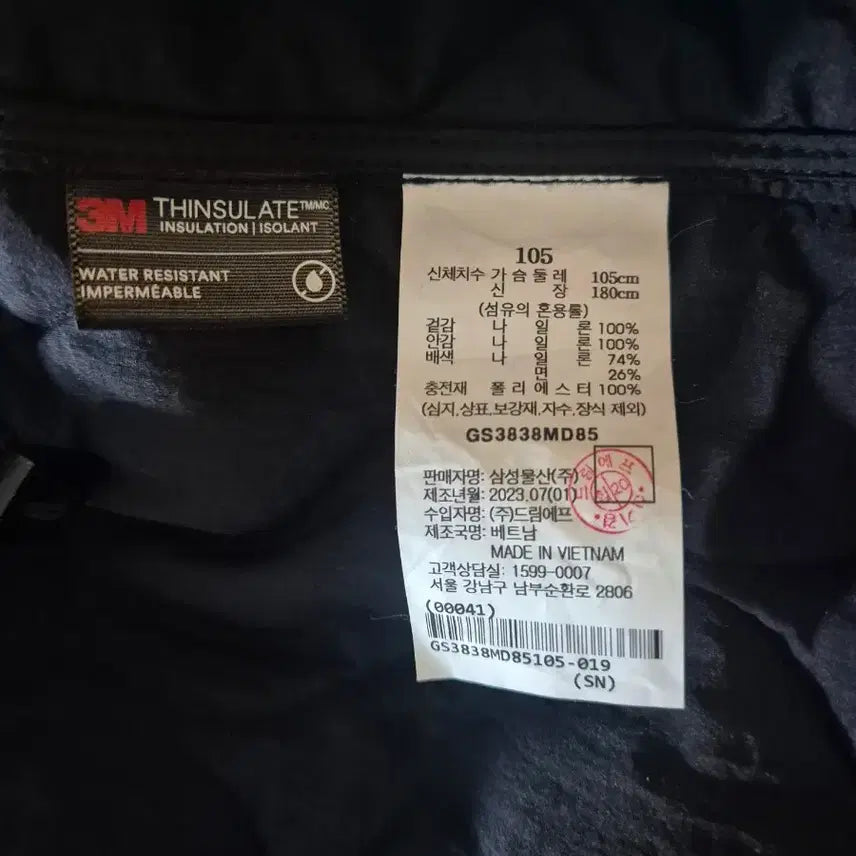 3M THINSULATE™/MC
INSULATION | ISOLANT
WATER RESISTANT
IMPERMÉABLE
105
신체치수 가 슴 둘 레 105cm
신 장 180cm
(섬유의 혼용률)
겉감 나 일 론 100%
안감 나 일 론 100%
배색 나 일 론 74%
면 26%
충전재 폴 리 에 스 터 100%
(심지,상표,보강재,자수,장식 제외)
GS3838MD85
판매자명: 삼성물산(주)
제조년월: 2023.07(01)
수입자명: (주)드림에프
제조국명: 베트남
MADE IN VIETNAM
고객상담실: 1599-0007
서울 강남구 남부순환로 2806
(00041)
GS3838MD85105-019
(SN)
20